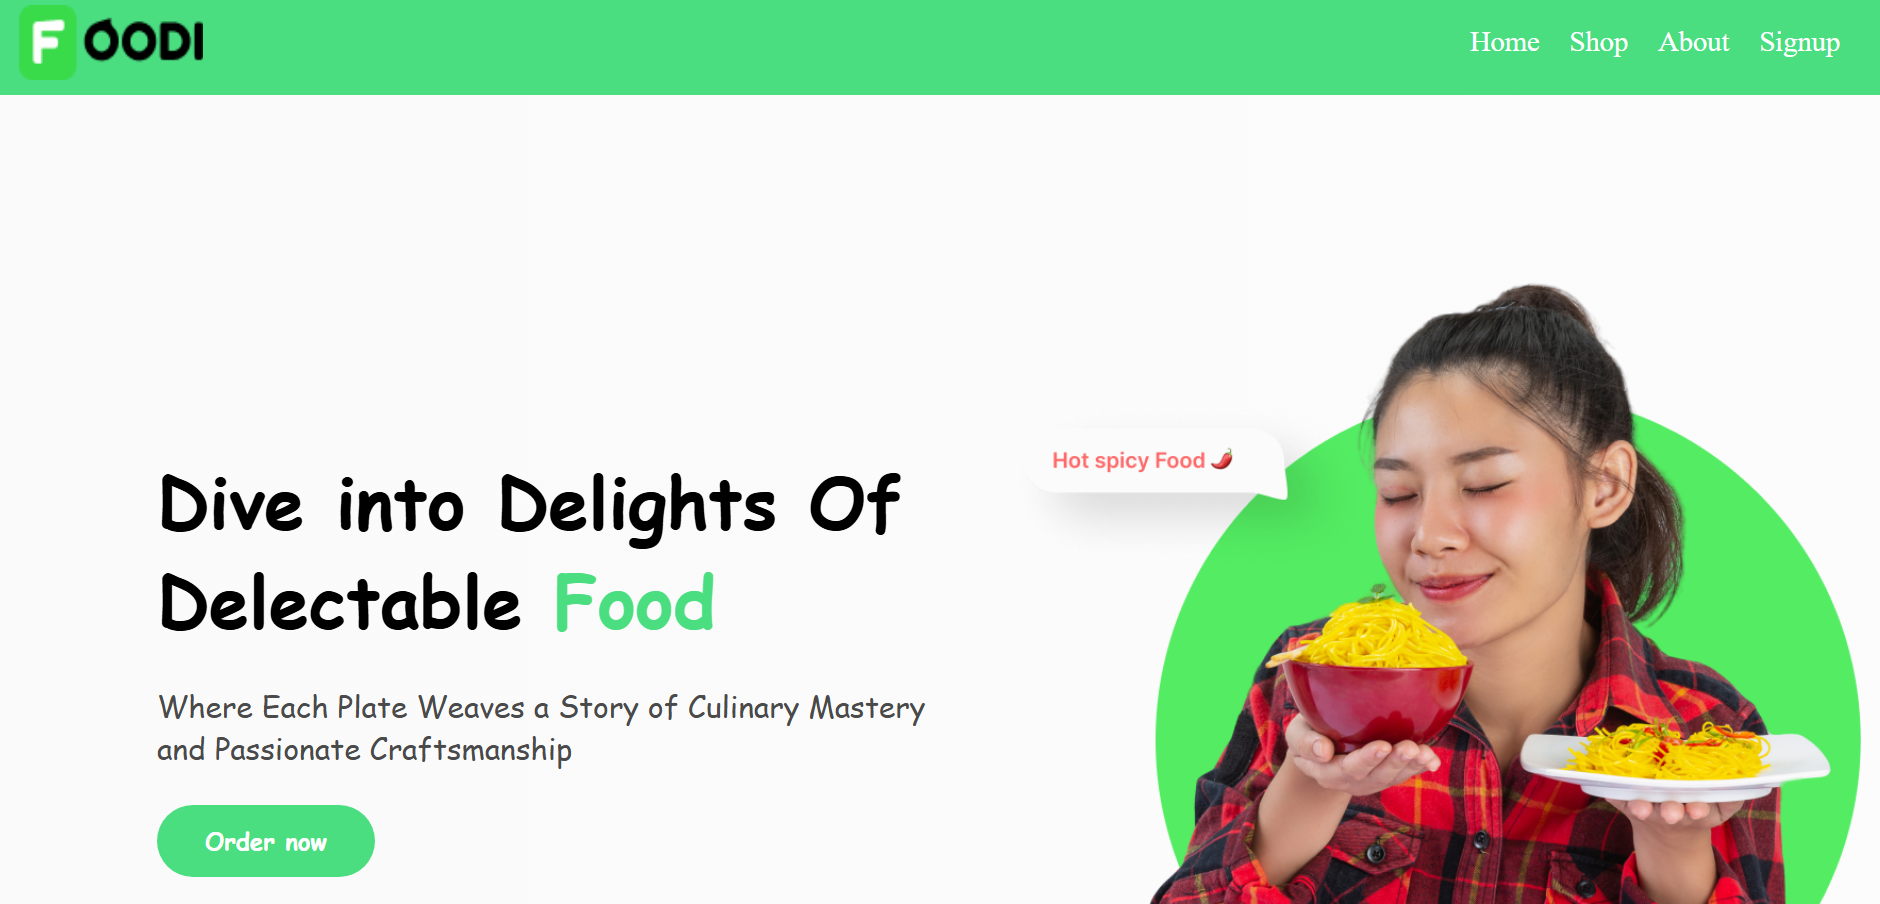 FOODI
Home Shop About Signup
Hot spicy Food 🌶️
Dive into Delights Of
Delectable Food
Where Each Plate Weaves a Story of Culinary Mastery
and Passionate Craftsmanship
Order now